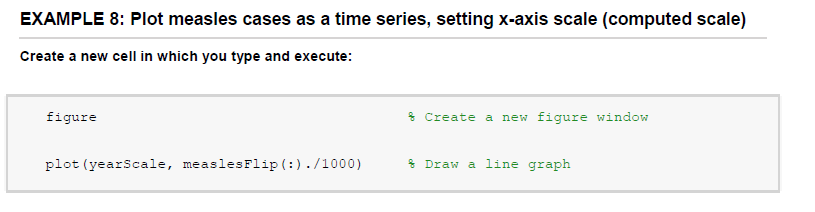 EXAMPLE 8: Plot measles cases as a time series, setting x-axis scale (computed scale)
Create a new cell in which you type and execute:
figure % Create a new figure window
plot(yearScale, measlesFlip(:)./1000) % Draw a line graph